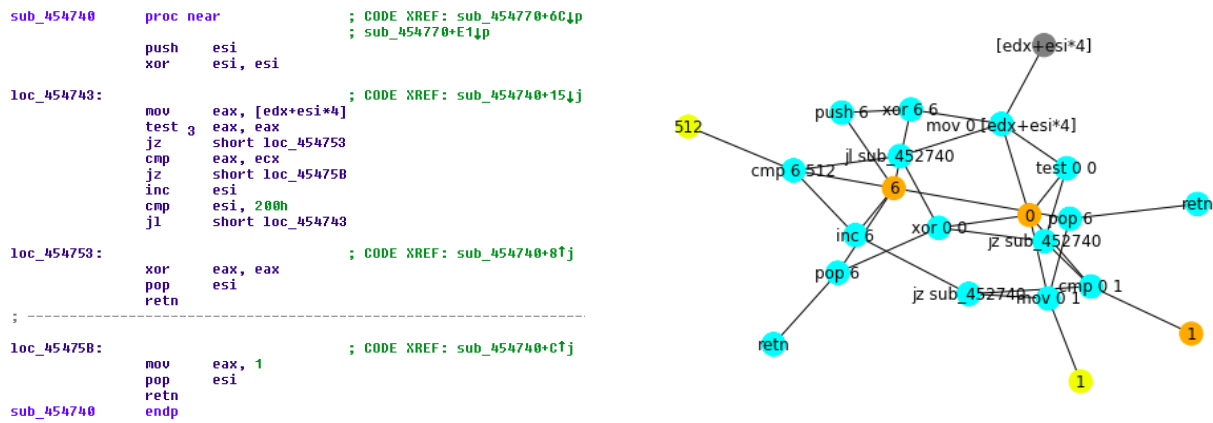 sub_454740 proc near ; CODE XREF: sub_454770+6C↓p
; sub_454770+E1↓p
push esi
xor esi, esi
loc_454743: ; CODE XREF: sub_454740+15↓j
mov eax, [edx+esi*4]
test 3 eax, eax
jz short loc_454753
cmp eax, ecx
jz short loc_45475B
inc esi
cmp esi, 200h
jl short loc_454743
loc_454753: ; CODE XREF: sub_454740+8↑j
xor eax, eax
pop esi
retn
; ---------------------------------------------------------------------------
loc_45475B: ; CODE XREF: sub_454740+C↑j
mov eax, 1
pop esi
retn
sub_454740 endp
[edx+esi*4]
push 6
xor 6 6
mov 0 [edx+esi*4]
512
jl sub_452740
cmp 6 512
test 0 0
6
retn
0
pop 6
inc 6
xor 0 0
jz sub_452740
pop 6
jz sub_452740
mov 0 1
cmp 0 1
retn
1
1